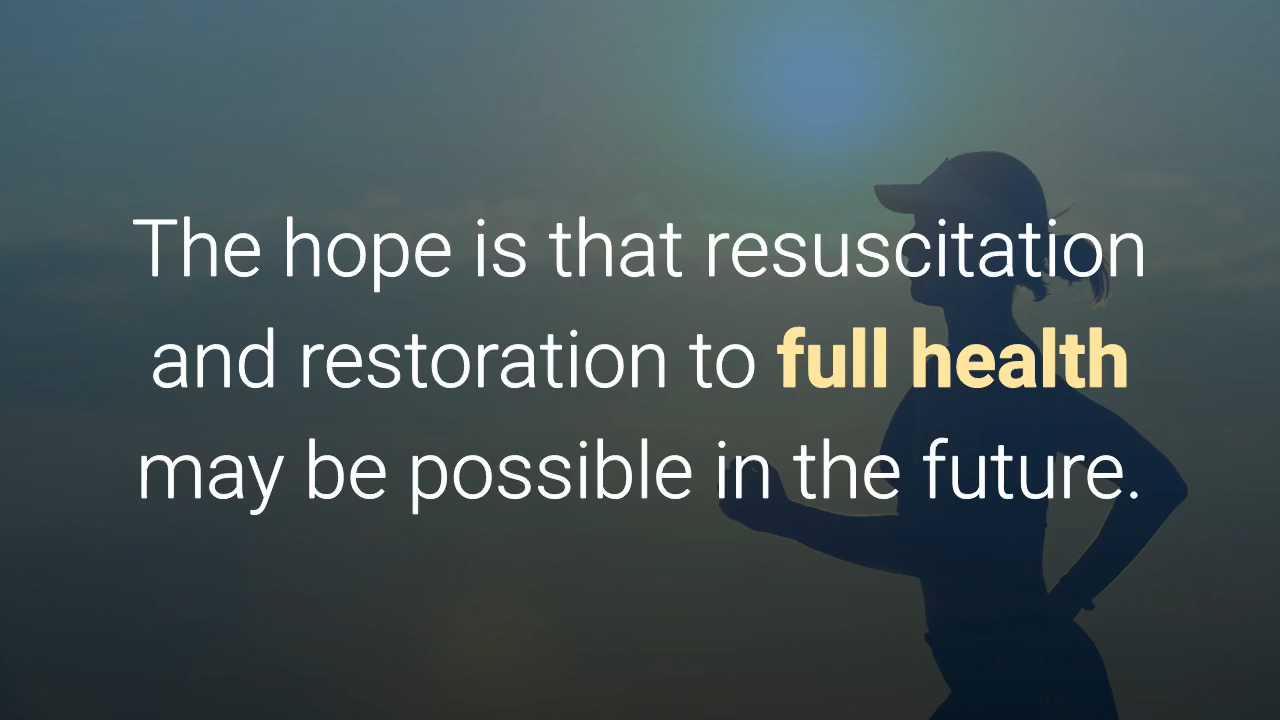 The hope is that resuscitation
and restoration to full health
may be possible in the future.